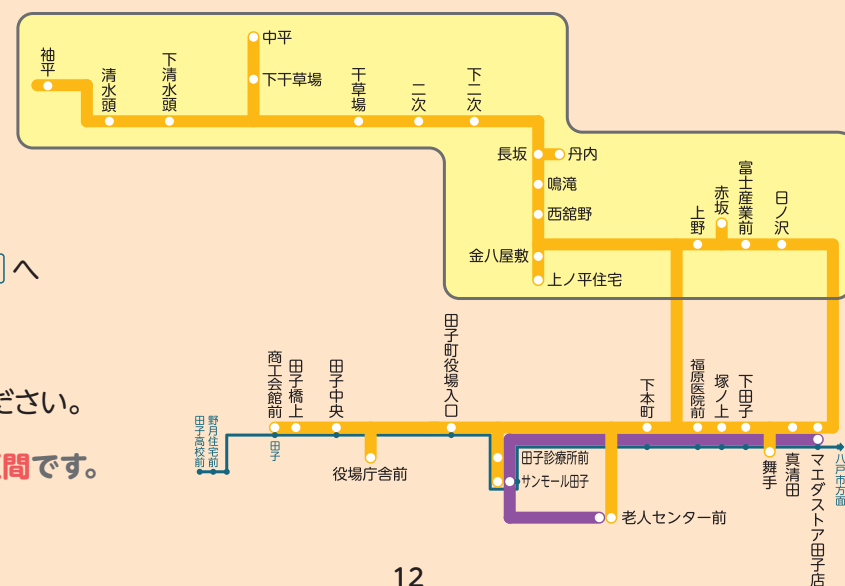 中平
袖平
清水頭
下清水頭
下干草場
干草場
二次
下二次
長坂
丹内
鳴滝
西舘野
金八屋敷
上ノ平住宅
上野
赤坂
富士産業前
日ノ沢
へ
ださい。
間です。
田子高校前
野月住宅前
田子
商工会館前
田子橋上
田子中央
役場庁舎前
田子町役場入口
下本町
福原医院前
塚ノ上
下田子
舞手
真清田
マエダストア田子店
八戸市方面
田子診療所前
サンモール田子
老人センター前
12